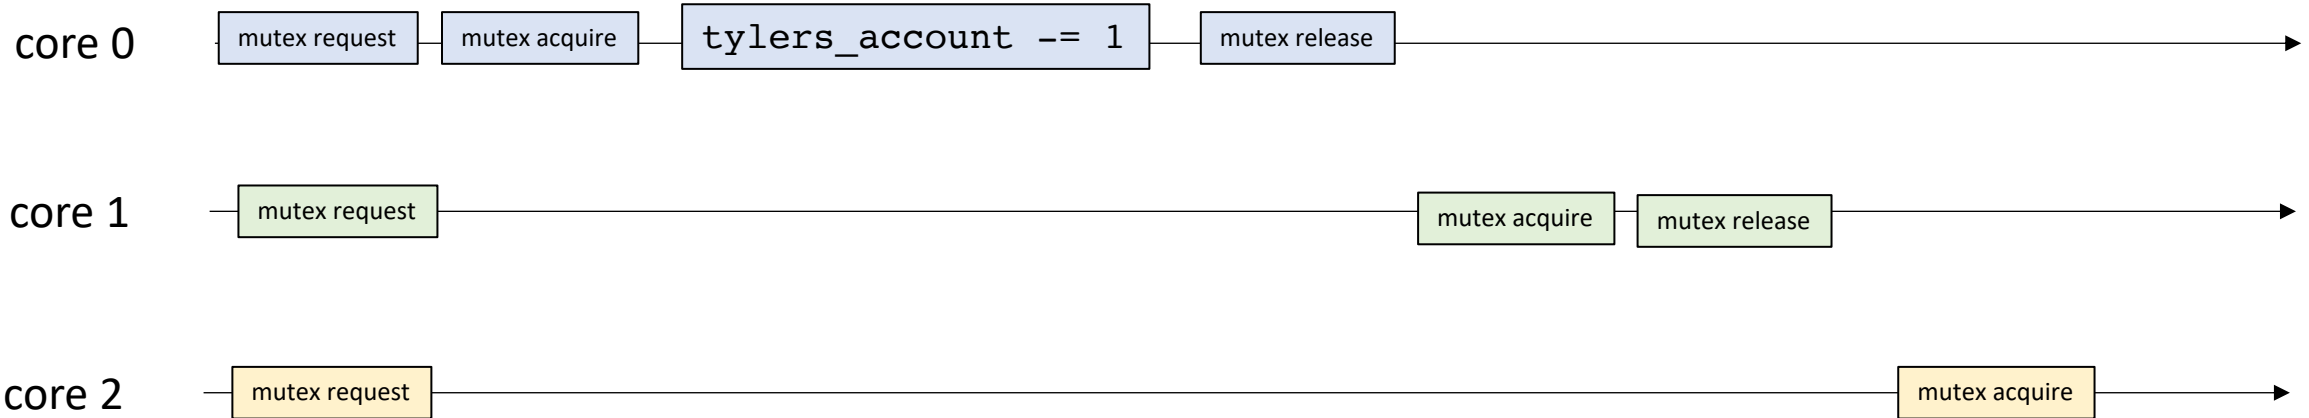 core 0
mutex request
mutex acquire
tylers_account -= 1
mutex release
core 1
mutex request
mutex acquire
mutex release
core 2
mutex request
mutex acquire